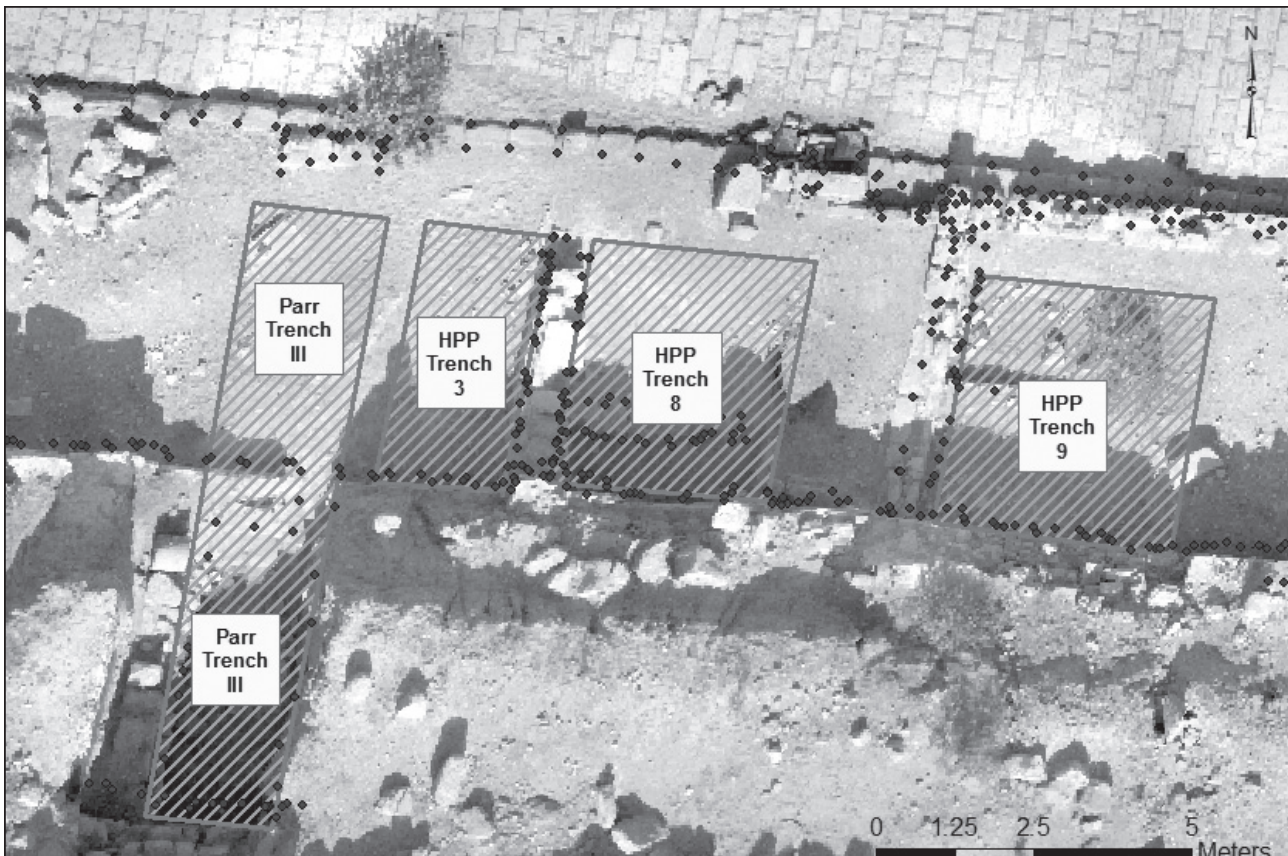 N
Parr
Trench
III
HPP
Trench
3
HPP
Trench
8
HPP
Trench
9
Parr
Trench
III
0 1.25 2.5 5
Meters